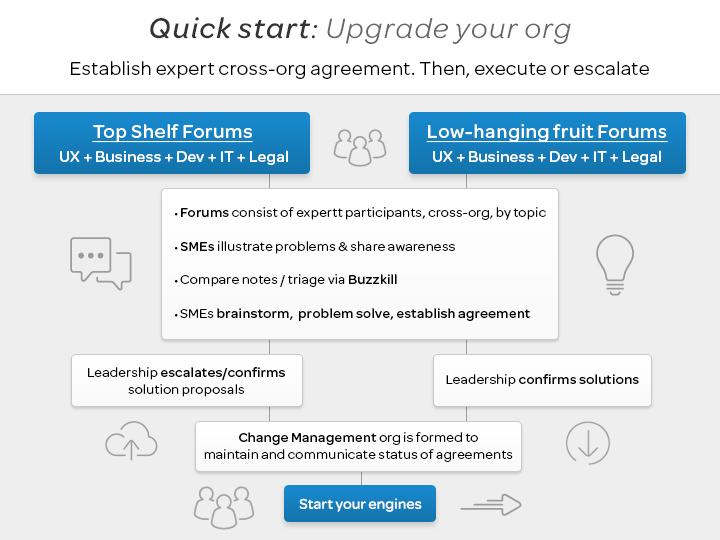 Quick start: Upgrade your org
Establish expert cross-org agreement. Then, execute or escalate
Top Shelf Forums
UX + Business + Dev + IT + Legal
Low-hanging fruit Forums
UX + Business + Dev + IT + Legal
• Forums consist of expertt participants, cross-org, by topic
• SMEs illustrate problems & share awareness
• Compare notes / triage via Buzzkill
• SMEs brainstorm, problem solve, establish agreement
Leadership escalates/confirms
solution proposals
Leadership confirms solutions
Change Management org is formed to
maintain and communicate status of agreements
Start your engines